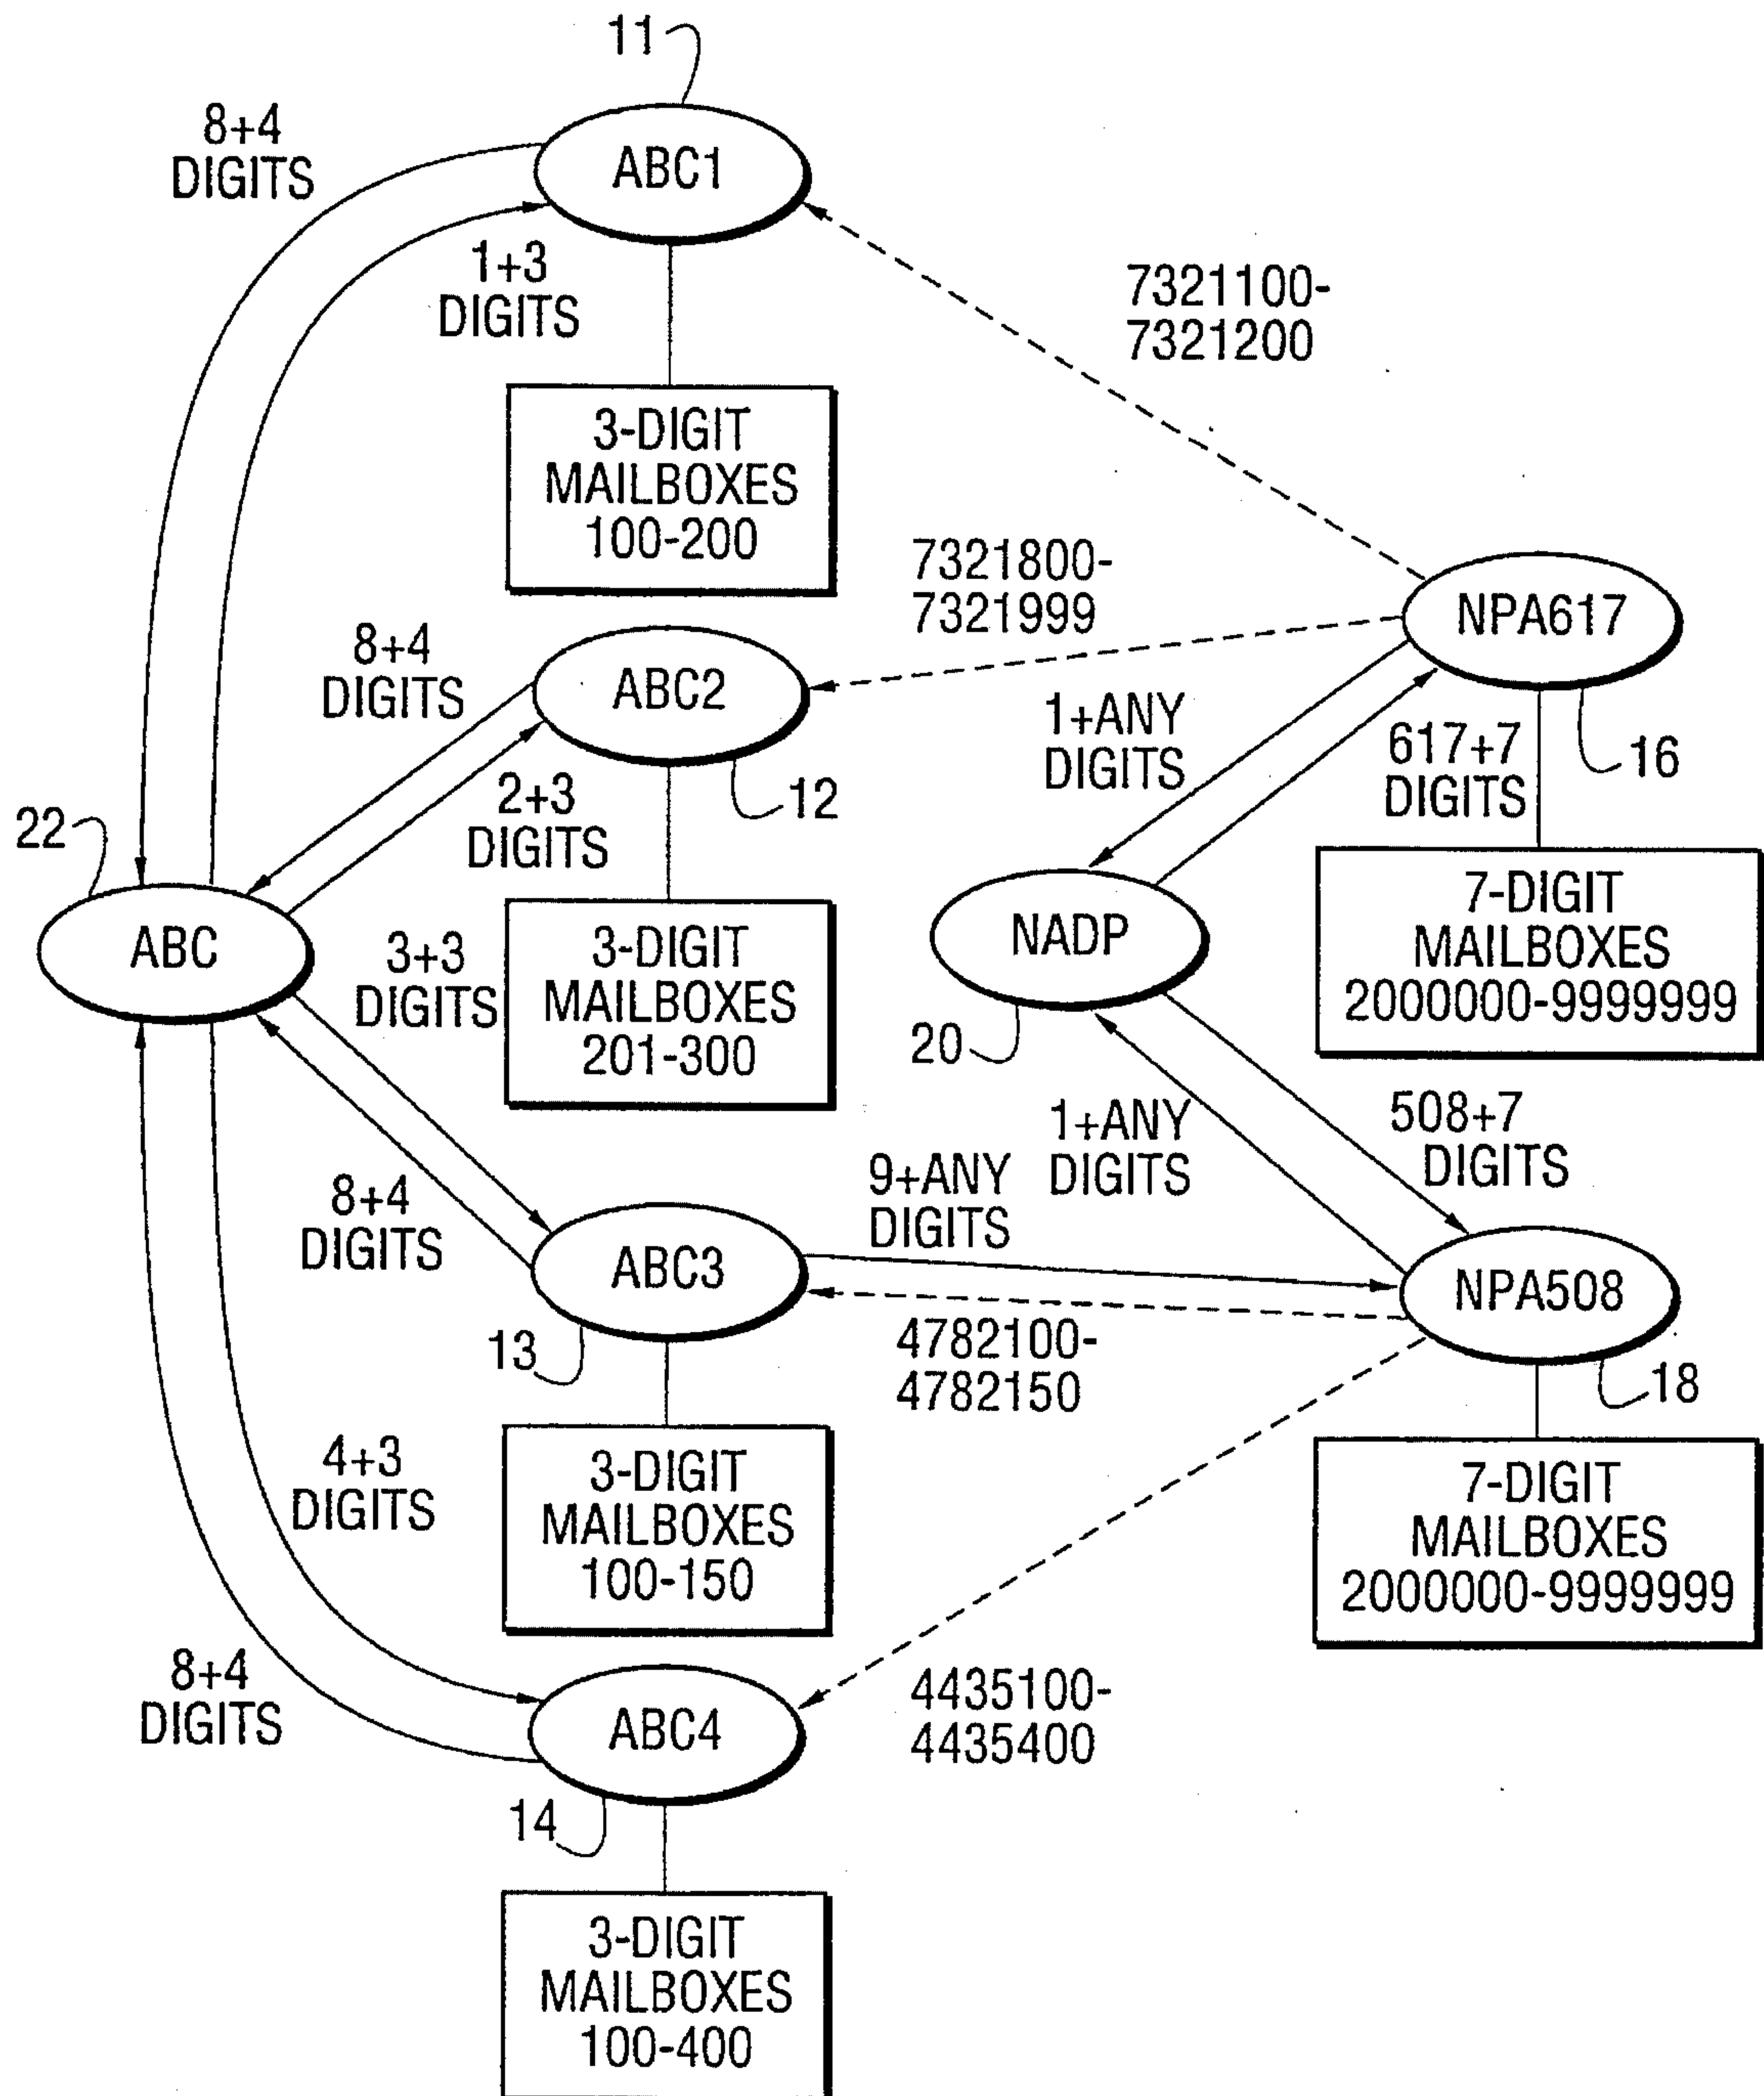 11
8+4
DIGITS
ABC1
1+3
DIGITS
7321100-
7321200
3-DIGIT
MAILBOXES
100-200
7321800-
7321999
NPA617
8+4
DIGITS
ABC2
1+ANY
DIGITS
617+7
DIGITS
16
2+3
DIGITS
12
22
7-DIGIT
MAILBOXES
2000000-9999999
ABC
3+3
DIGITS
3-DIGIT
MAILBOXES
201-300
NADP
20
508+7
DIGITS
1+ANY
DIGITS
9+ANY
DIGITS
8+4
DIGITS
ABC3
NPA508
13
4782100-
4782150
18
4+3
DIGITS
3-DIGIT
MAILBOXES
100-150
7-DIGIT
MAILBOXES
2000000-9999999
8+4
DIGITS
ABC4
4435100-
4435400
14
3-DIGIT
MAILBOXES
100-400